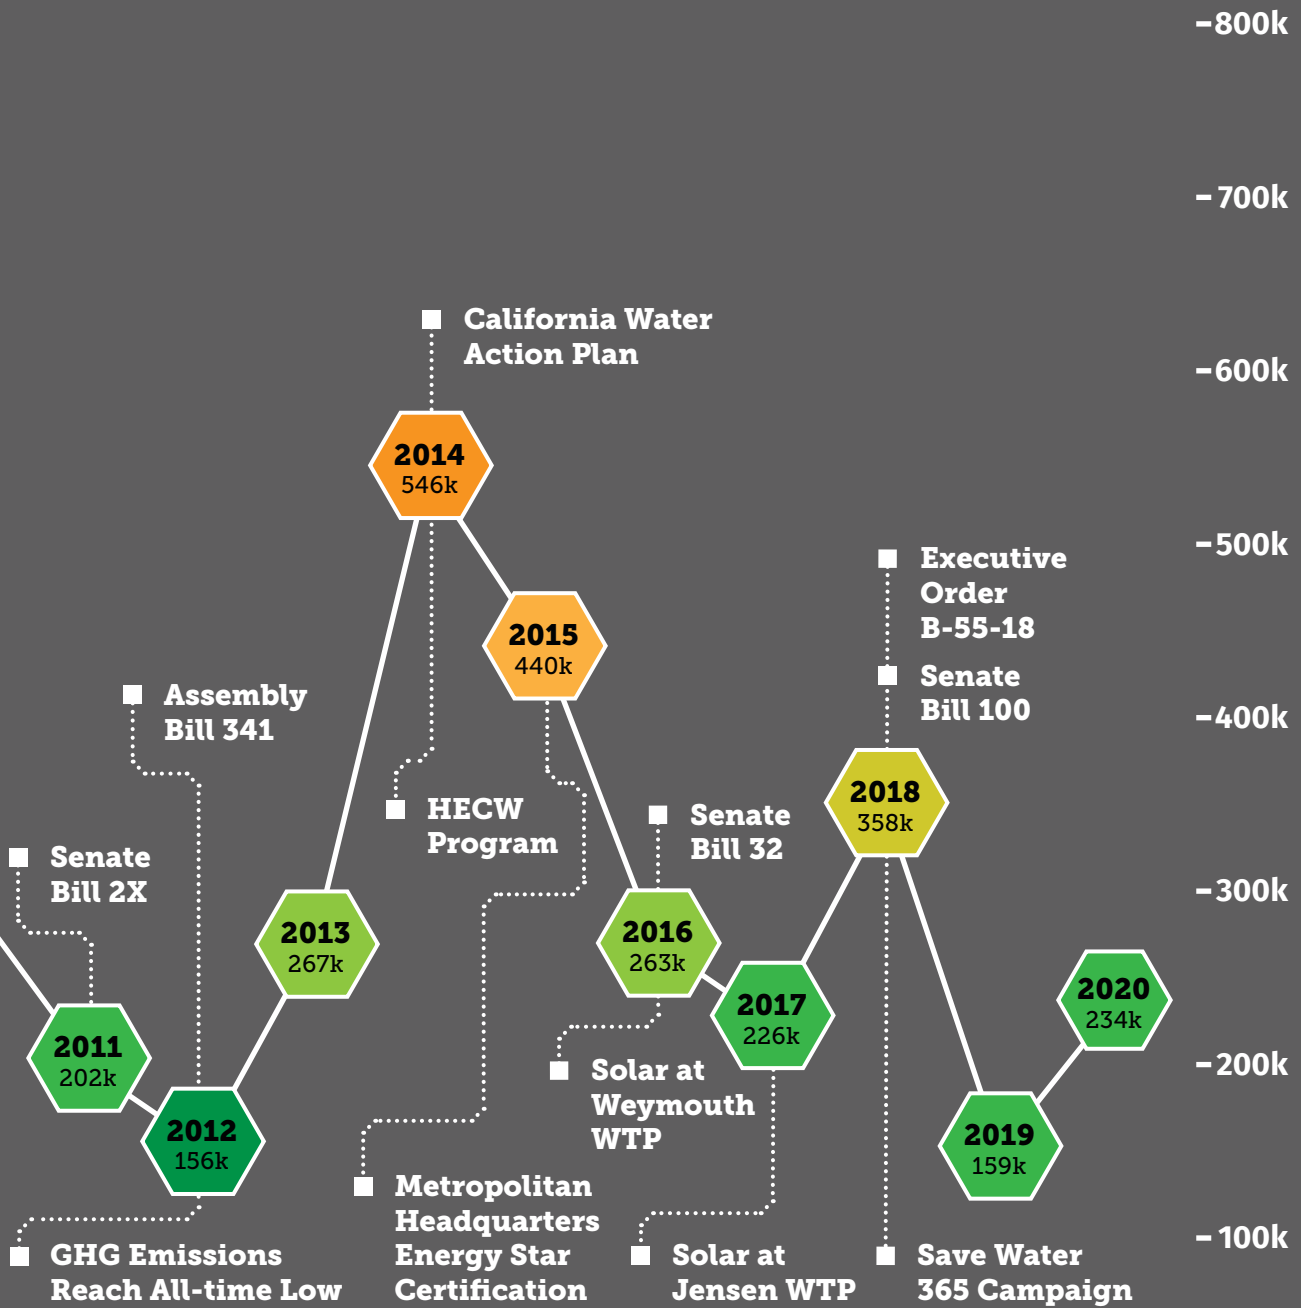 -800k
-700k
-600k
-500k
-400k
-300k
-200k
-100k
California Water
Action Plan
2014
546k
2015
440k
Executive
Order
B-55-18
Senate
Bill 100
Assembly
Bill 341
2018
358k
HECW
Program
Senate
Bill 32
Senate
Bill 2X
2013
267k
2016
263k
2017
226k
2020
234k
2011
202k
Solar at
Weymouth
WTP
2012
156k
2019
159k
Metropolitan
Headquarters
Energy Star
Certification
GHG Emissions
Reach All-time Low
Solar at
Jensen WTP
Save Water
365 Campaign